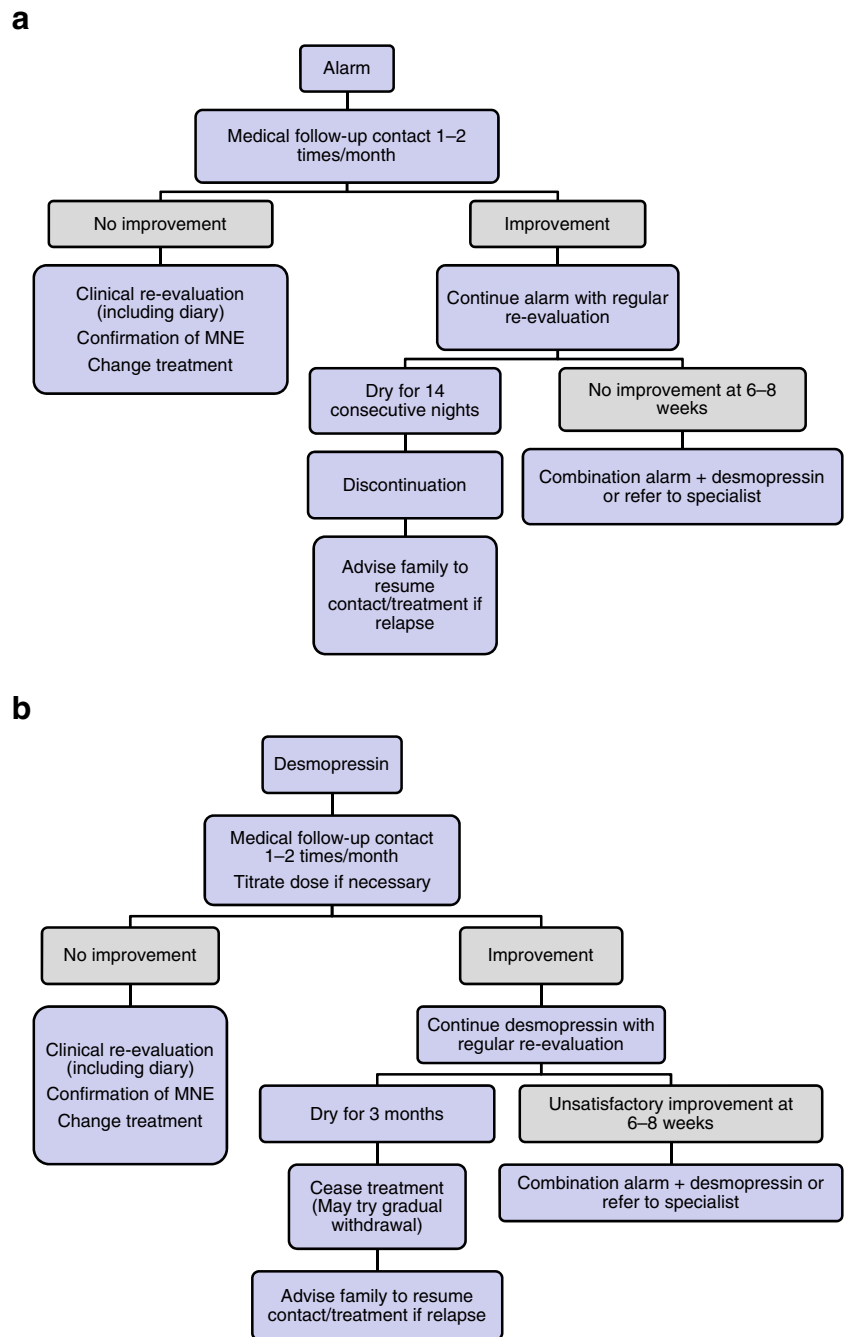 a
Alarm
Medical follow-up contact 1–2
times/month
No improvement
Improvement
Clinical re-evaluation
(including diary)
Confirmation of MNE
Change treatment
Continue alarm with regular
re-evaluation
Dry for 14
consecutive nights
No improvement at 6–8
weeks
Discontinuation
Combination alarm + desmopressin
or refer to specialist
Advise family to
resume
contact/treatment if
relapse
b
Desmopressin
Medical follow-up contact
1–2 times/month
Titrate dose if necessary
No improvement
Improvement
Clinical re-evaluation
(including diary)
Confirmation of MNE
Change treatment
Continue desmopressin with
regular re-evaluation
Dry for 3 months
Unsatisfactory improvement at
6–8 weeks
Cease treatment
(May try gradual
withdrawal)
Combination alarm + desmopressin or
refer to specialist
Advise family to resume
contact/treatment if relapse